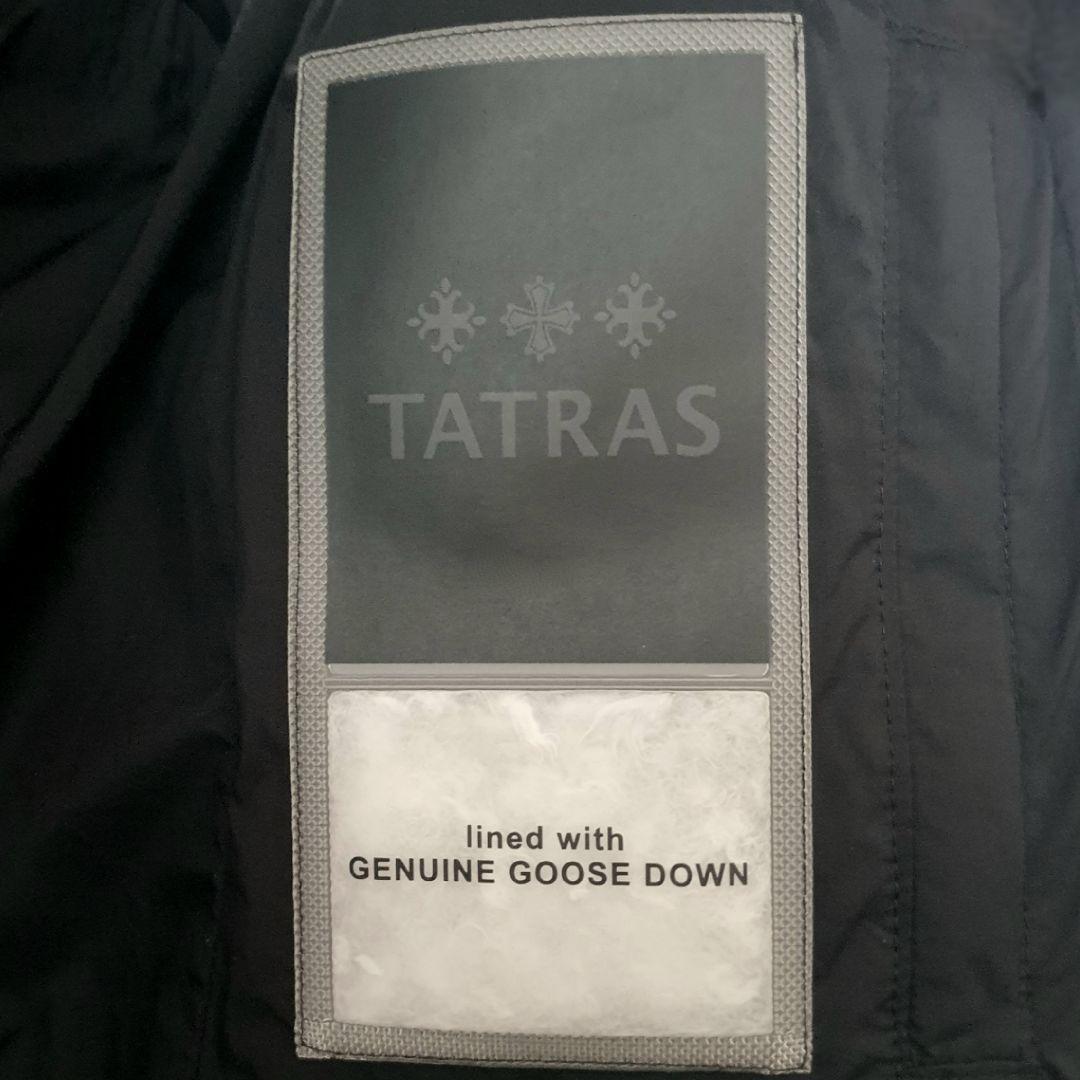 TATRAS
lined with
GENUINE GOOSE DOWN